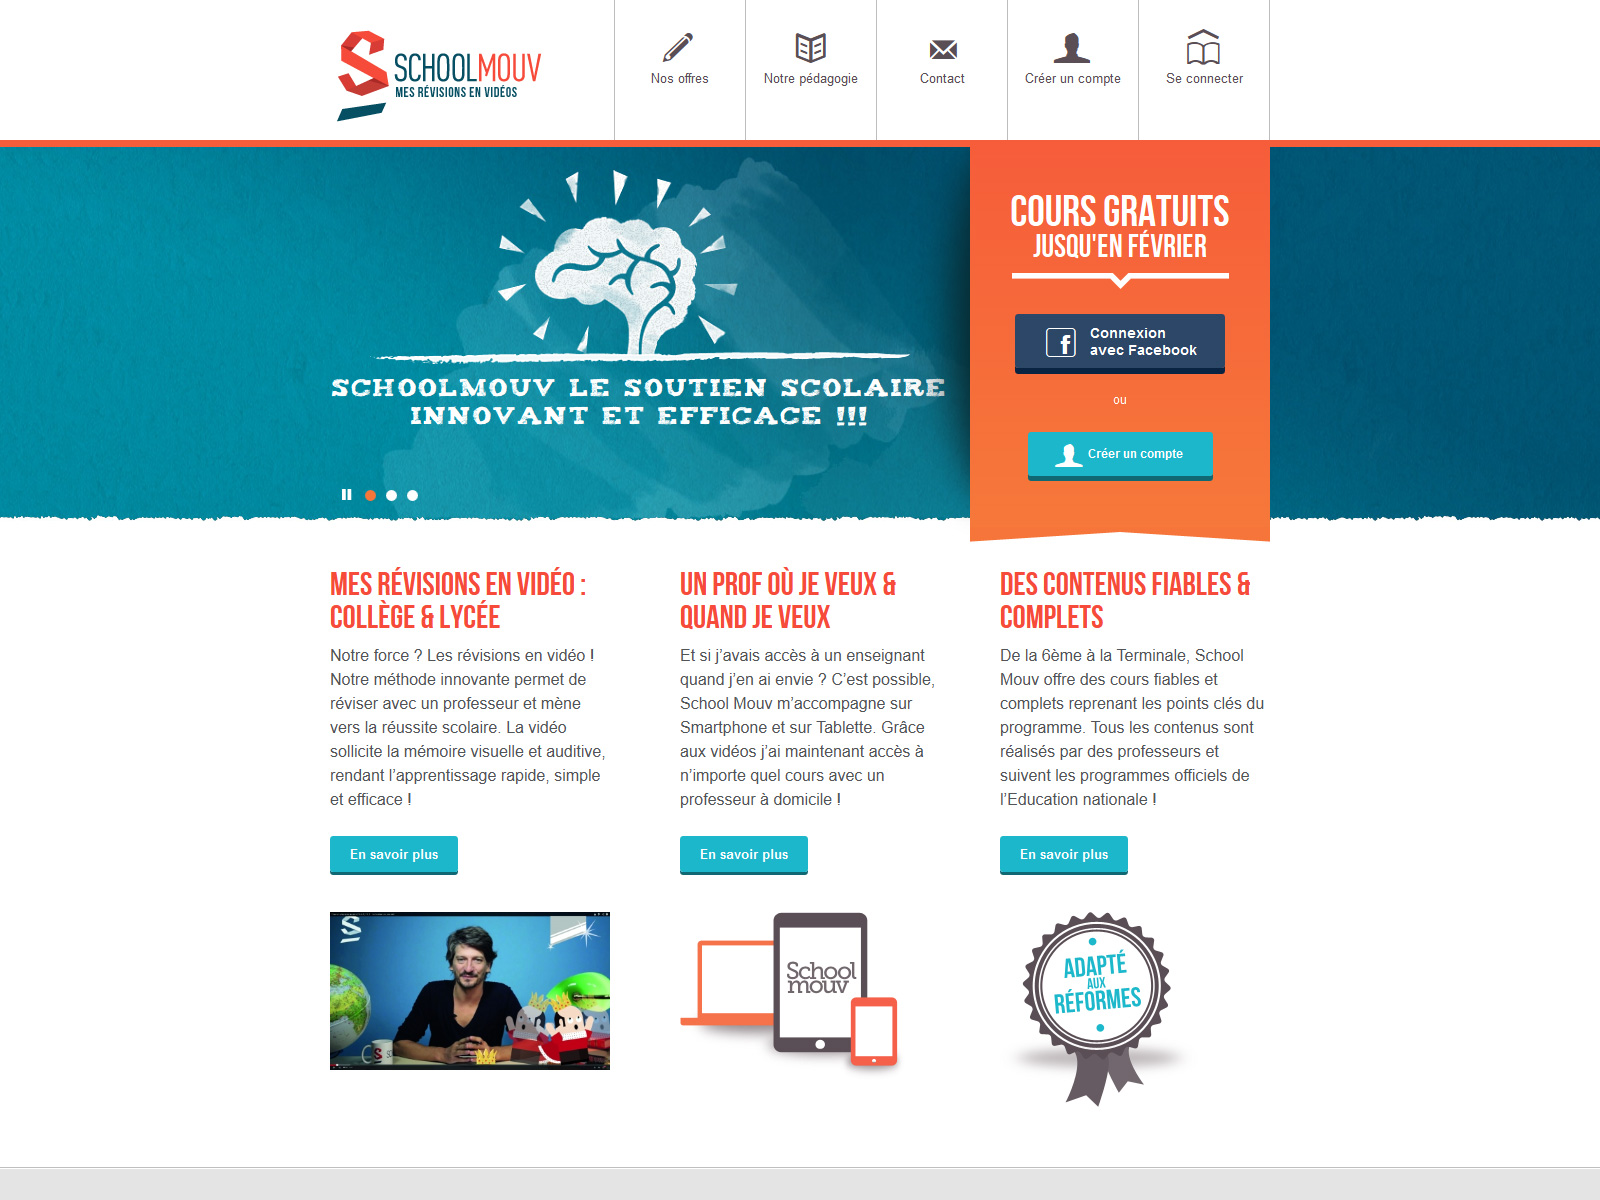 SCHOOLMOUV
MES RÉVISIONS EN VIDÉOS
Nos offres
Notre pédagogie
Contact
Créer un compte
Se connecter
SCHOOLMOUV LE SOUTIEN SCOLAIRE
INNOVANT ET EFFICACE !!!
COURS GRATUITS
JUSQU'EN FÉVRIER
f
Connexion
avec Facebook
ou
Créer un compte
MES RÉVISIONS EN VIDÉO :
COLLÈGE & LYCÉE
Notre force ? Les révisions en vidéo !
Notre méthode innovante permet de
réviser avec un professeur et mène
vers la réussite scolaire. La vidéo
sollicite la mémoire visuelle et auditive,
rendant l’apprentissage rapide, simple
et efficace !
En savoir plus
UN PROF OÙ JE VEUX &
QUAND JE VEUX
Et si j’avais accès à un enseignant
quand j’en ai envie ? C’est possible,
School Mouv m’accompagne sur
Smartphone et sur Tablette. Grâce
aux vidéos j’ai maintenant accès à
n’importe quel cours avec un
professeur à domicile !
En savoir plus
School
mouv
DES CONTENUS FIABLES &
COMPLETS
De la 6ème à la Terminale, School
Mouv offre des cours fiables et
complets reprenant les points clés du
programme. Tous les contenus sont
réalisés par des professeurs et
suivent les programmes officiels de
l’Education nationale !
En savoir plus
ADAPTÉ
AUX
RÉFORMES